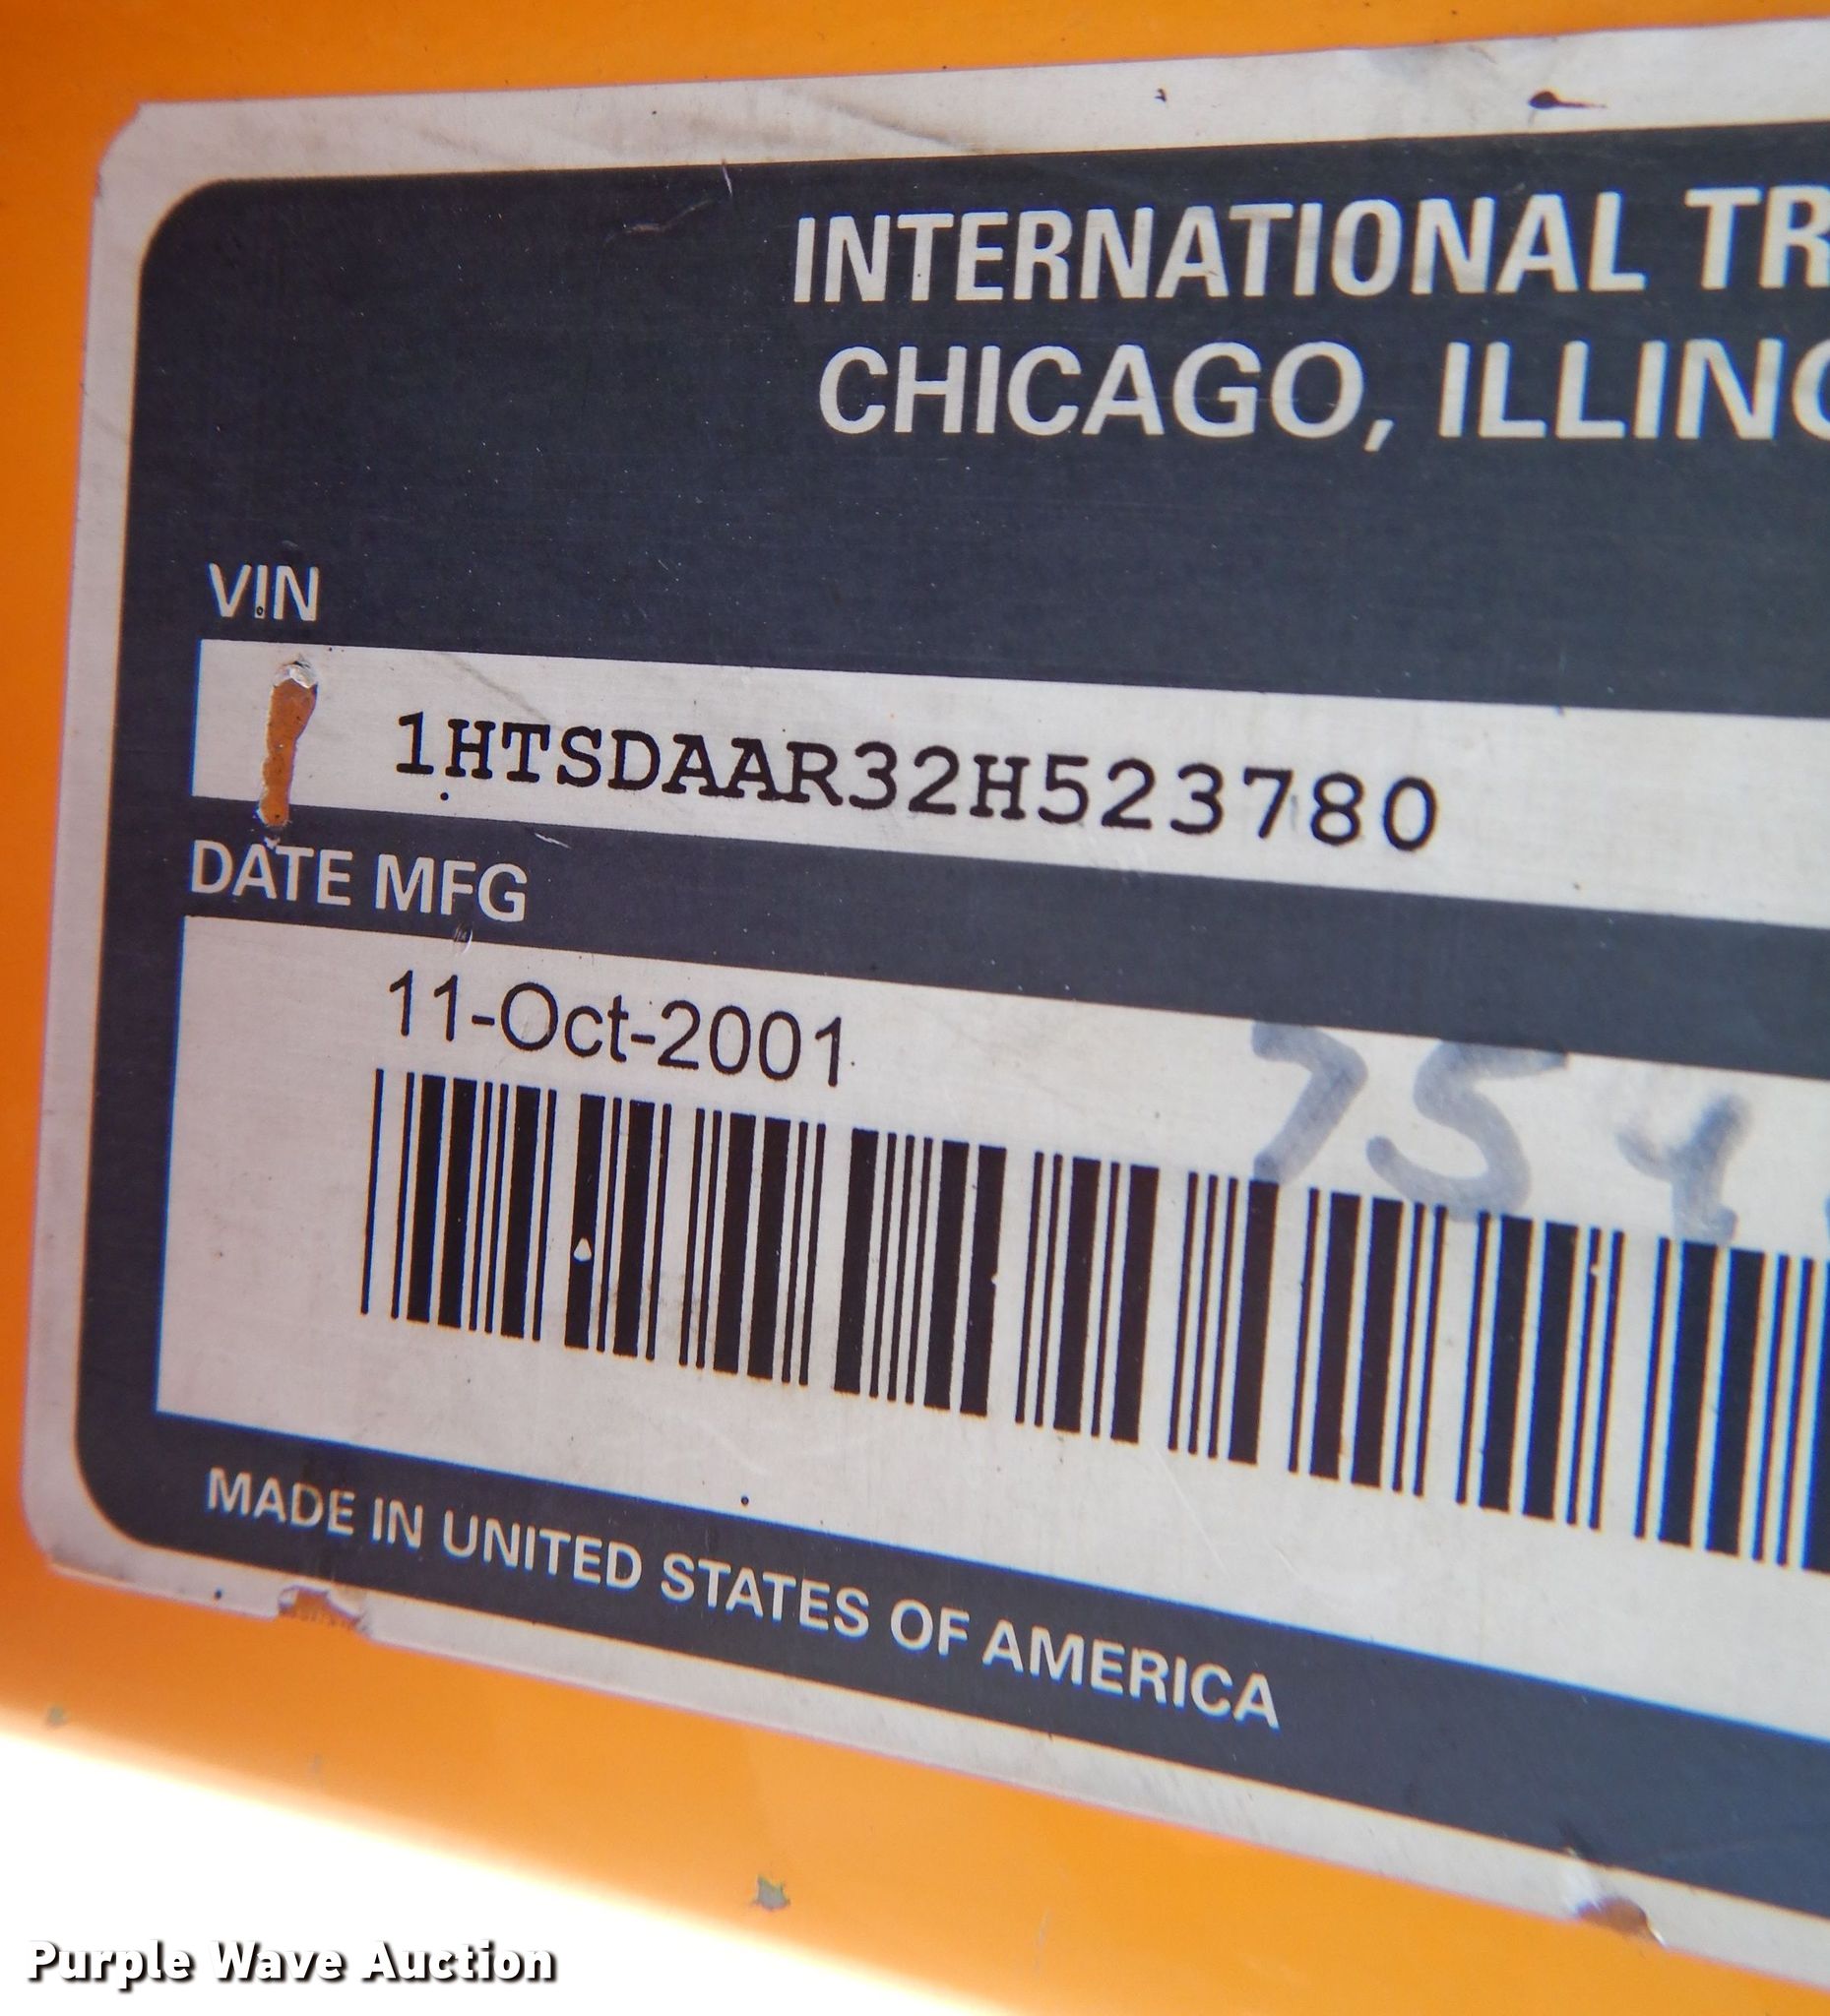 INTERNATIONAL TR
CHICAGO, ILLINO
VIN
1HTSDAAR32H523780
DATE MFG
11-Oct-2001
754
MADE IN UNITED STATES OF AMERICA
Purple Wave Auction